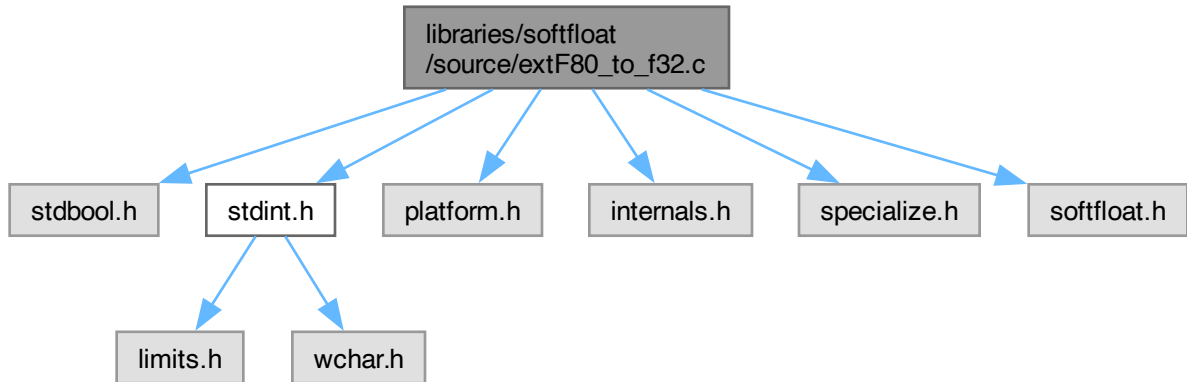 libraries/softfloat
/source/extF80_to_f32.c
stdbool.h
stdint.h
platform.h
internals.h
specialize.h
softfloat.h
limits.h
wchar.h